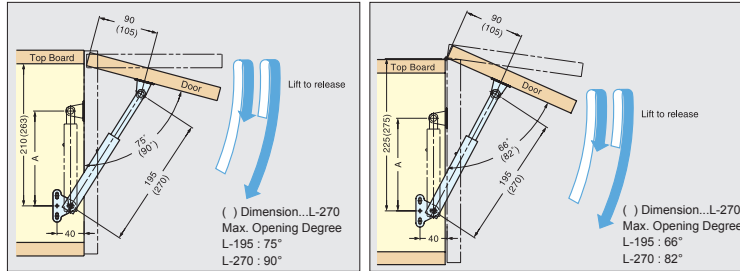 90
(105)
Top Board
Door
Lift to release
210(263)
A
75°
(90°)
195
(270)
40
( ) Dimension...L-270
Max. Opening Degree
L-195 : 75°
L-270 : 90°
90
(105)
Top Board
Door
Lift to release
225(275)
A
66°
(82°)
195
(270)
40
( ) Dimension...L-270
Max. Opening Degree
L-195 : 66°
L-270 : 82°